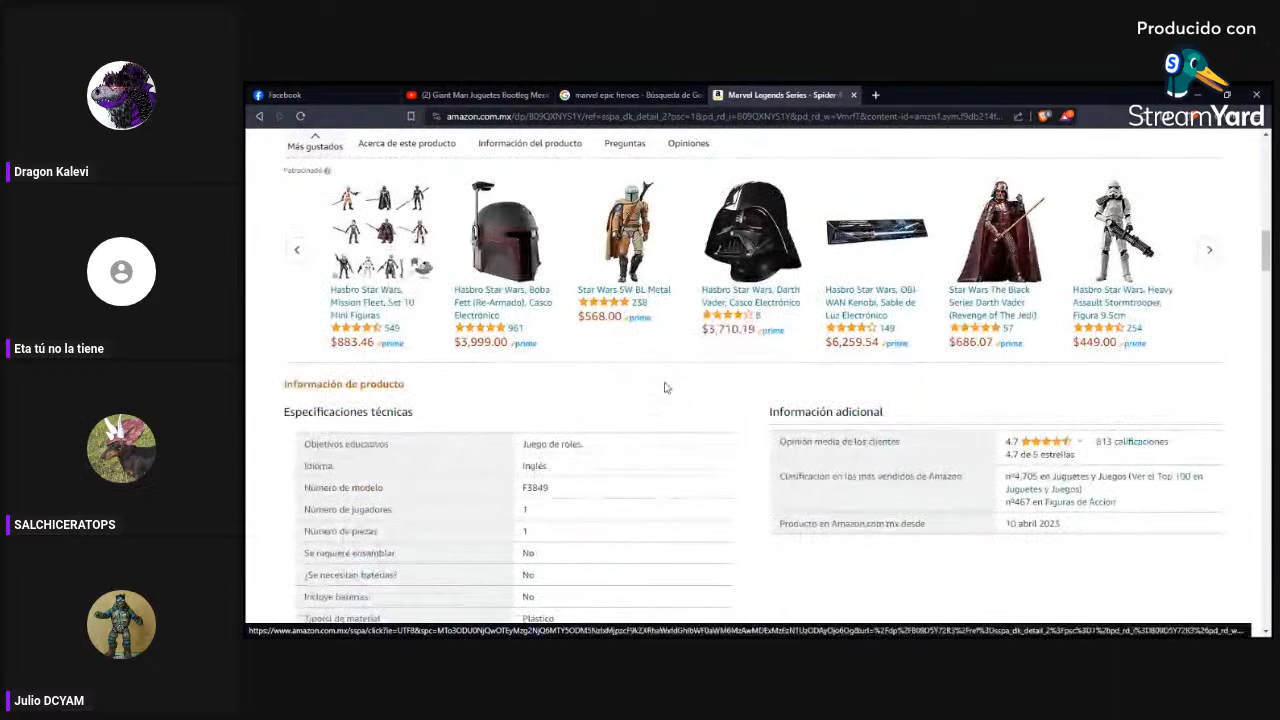 Producido con
StreamYard
Dragon Kalevi
Eta tú no la tiene
SALCHICERATOPS
Julio DCYAM
Facebook
(2) Giant Man Juguetes Bootleg Mex
marvel epic heroes - Búsqueda de Go
Marvel Legends Series - Spider-
Más gustados
Acerca de este producto
Información del producto
Preguntas
Opiniones
Patrocinado
Hasbro Star Wars,
Mission Fleet, Set 10
Mini Figuras
549
$883.46 prime
Hasbro Star Wars, Boba
Fett (Re-Armado), Casco
Electrónico
961
$3,999.00 prime
Star Wars SW BL Metal
238
$568.00 prime
Hasbro Star Wars, Darth
Vader, Casco Electrónico
8
$3,710.19 prime
Hasbro Star Wars, OBI-
WAN Kenobi, Sable de
Luz Electrónico
149
$6,259.54 prime
Star Wars The Black
Series Darth Vader
(Revenge of The Jedi)
57
$686.07 prime
Hasbro Star Wars, Heavy
Assault Stormtrooper,
Figura 9.5cm
254
$449.00 prime
Información de producto
Especificaciones técnicas
Objetivos educativos Juego de roles.
Idioma: Inglés
Número de modelo F3849
Número de jugadores 1
Número de piezas 1
Se requiere ensamblar No
¿Se necesitan baterías? No
Incluye baterías: No
Tipo(s) de material Plástico
Información adicional
Opinión media de los clientes 4.7 813 calificaciones
4.7 de 5 estrellas
Clasificación en los más vendidos de Amazon nº4,705 en Juguetes y Juegos (Ver el Top 100 en
Juguetes y Juegos)
nº467 en Figuras de Acción
Producto en Amazon.com.mx desde 10 abril 2023